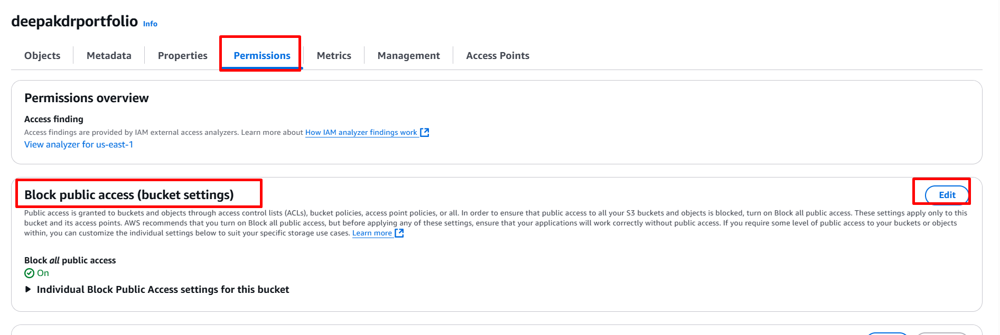 deepakdrportfolio Info
Objects Metadata Properties Permissions Metrics Management Access Points
Permissions overview
Access finding
Access findings are provided by IAM external access analyzers. Learn more about How IAM analyzer findings work
View analyzer for us-east-1
Block public access (bucket settings)
Edit
Public access is granted to buckets and objects through access control lists (ACLs), bucket policies, access point policies, or all. In order to ensure that public access to all your S3 buckets and objects is blocked, turn on Block all public access. These settings apply only to this
bucket and its access points. AWS recommends that you turn on Block all public access, but before applying any of these settings, ensure that your applications will work correctly without public access. If you require some level of public access to your buckets or objects
within, you can customize the individual settings below to suit your specific storage use cases. Learn more
Block all public access
On
Individual Block Public Access settings for this bucket